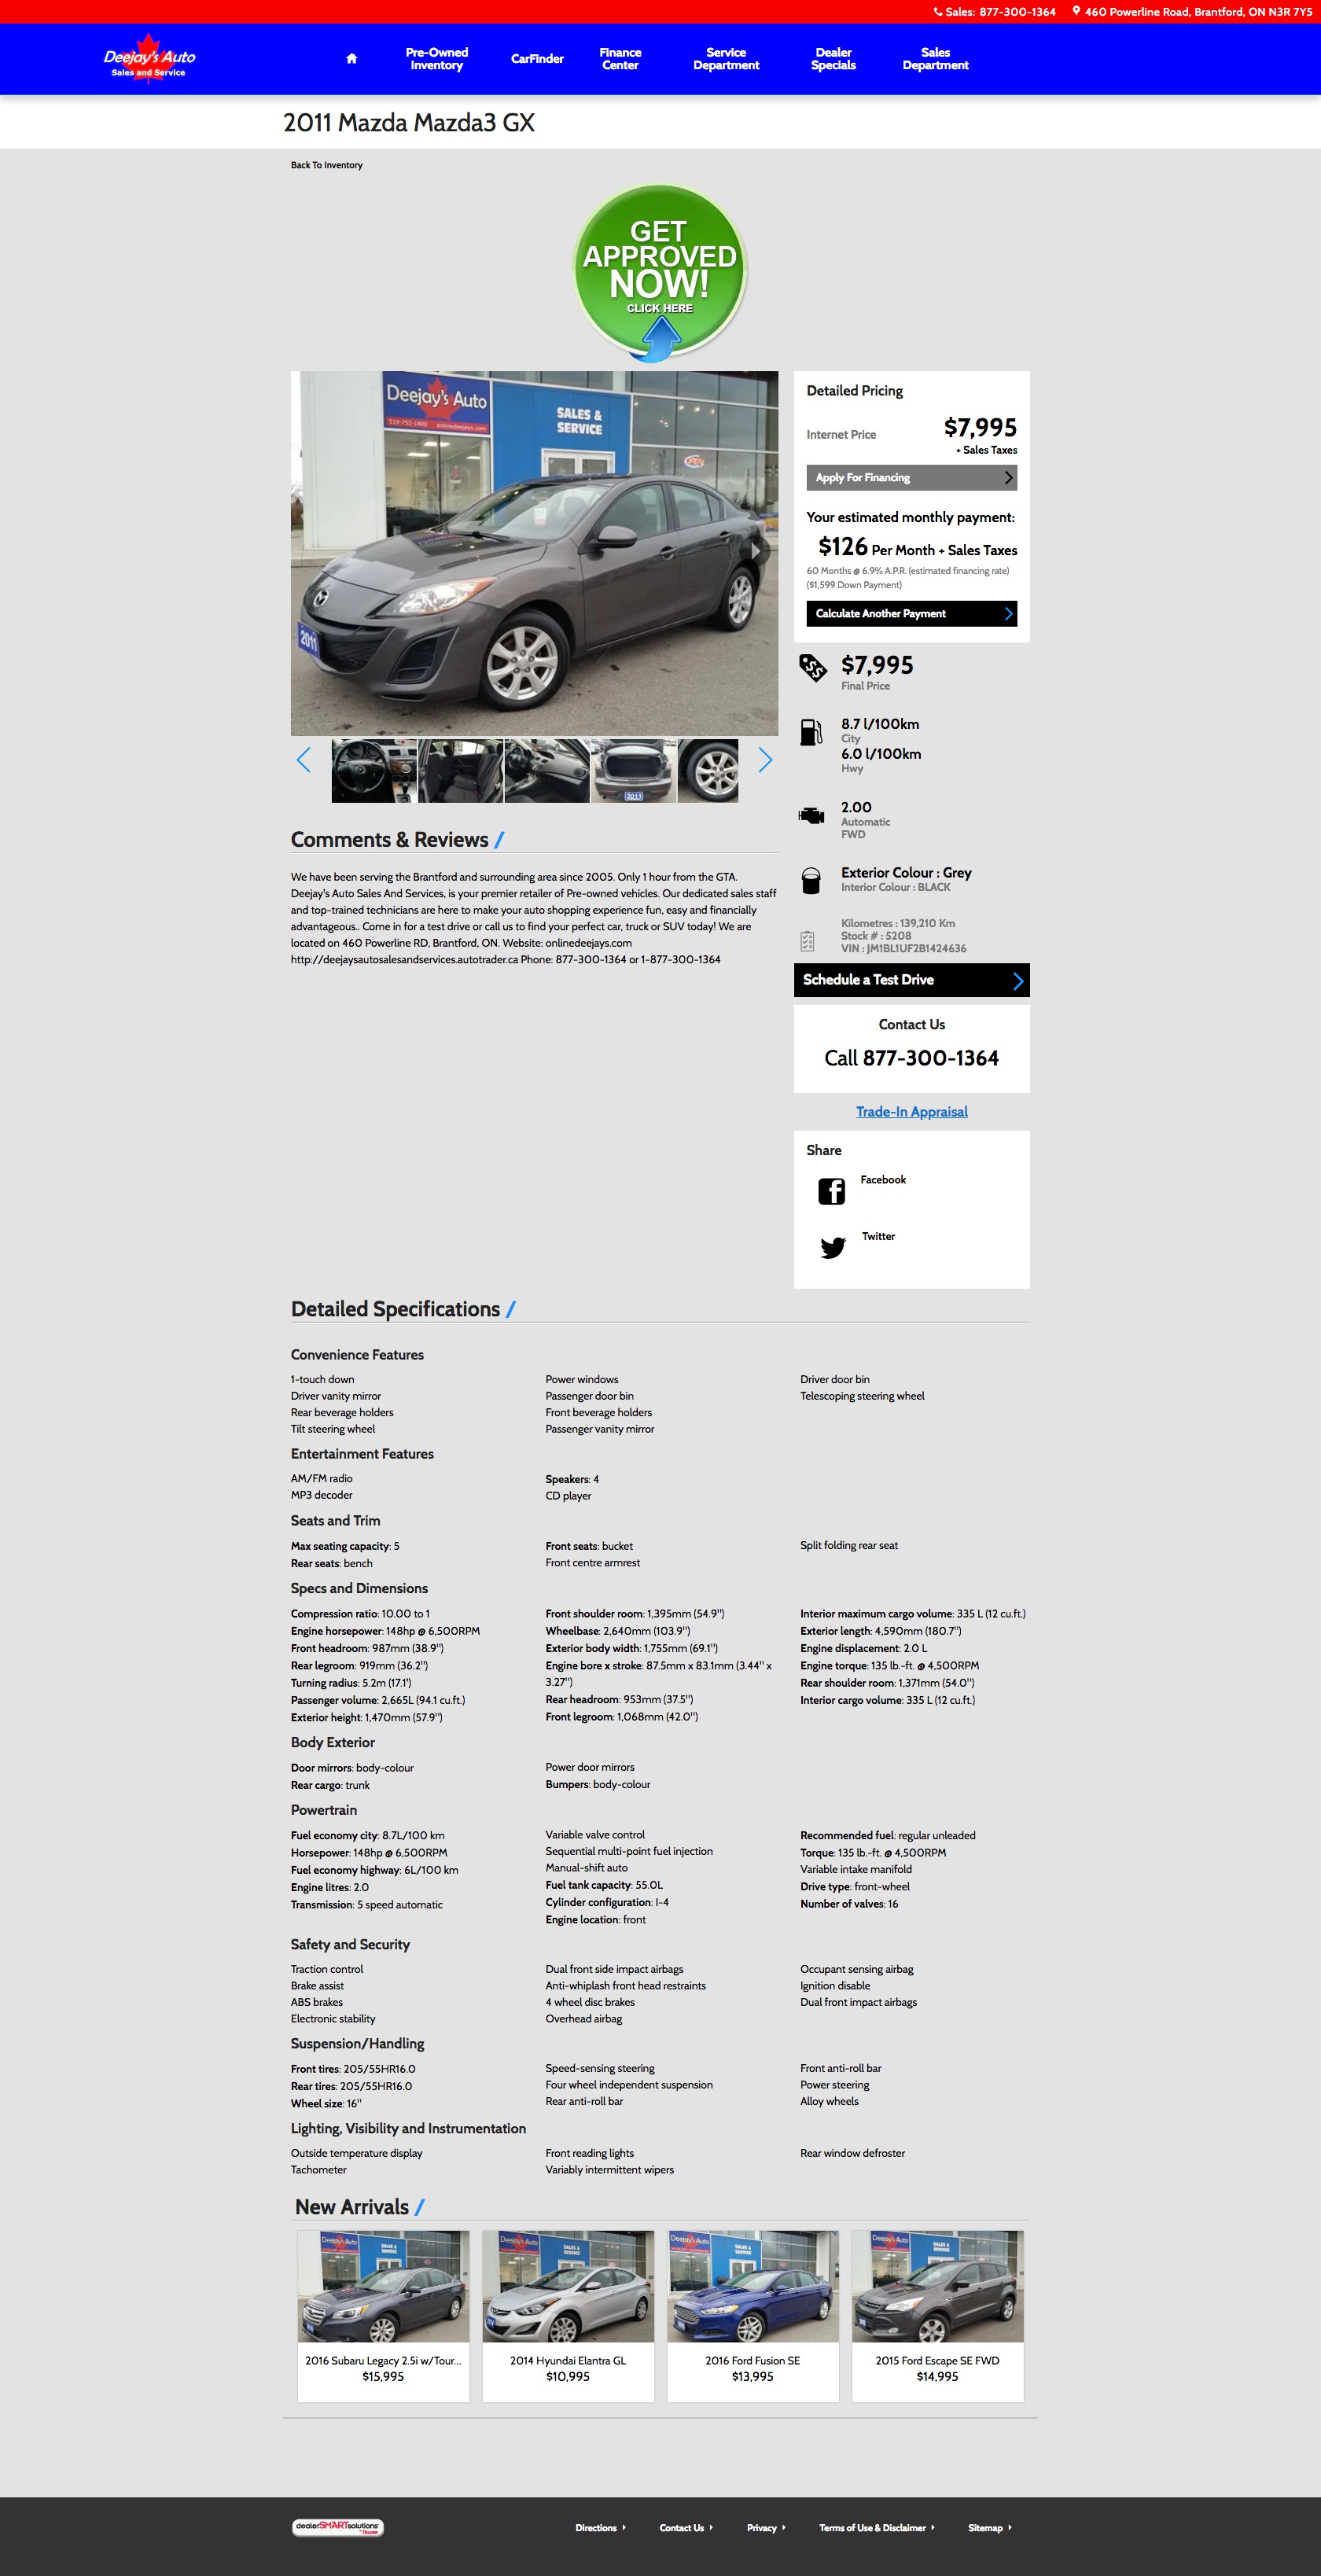 Sales: 877-300-1364 460 Powerline Road, Brantford, ON N3R 7Y5
Deejay's Auto
Sales and Service
Pre-Owned
Inventory
CarFinder
Finance
Center
Service
Department
Dealer
Specials
Sales
Department
2011 Mazda Mazda3 GX
Back To Inventory
GET
APPROVED
NOW!
CLICK HERE
Deejay's Auto
519-752-1400 onlinedeejays.com
SALES &
SERVICE
OPEN
2011
2011
Detailed Pricing
Internet Price
$7,995
+ Sales Taxes
Apply For Financing
Your estimated monthly payment:
$126 Per Month + Sales Taxes
60 Months @ 6.9% A.P.R. (estimated financing rate)
($1,599 Down Payment)
Calculate Another Payment
$7,995
Final Price
8.7 l/100km
City
6.0 l/100km
Hwy
2.00
Automatic
FWD
Exterior Colour : Grey
Interior Colour : BLACK
Kilometres : 139,210 Km
Stock # : 5208
VIN : JM1BL1UF2B1424636
Schedule a Test Drive
Contact Us
Call 877-300-1364
Trade-In Appraisal
Share
Facebook
Twitter
Comments & Reviews /
We have been serving the Brantford and surrounding area since 2005. Only 1 hour from the GTA.
Deejay's Auto Sales And Services, is your premier retailer of Pre-owned vehicles. Our dedicated sales staff
and top-trained technicians are here to make your auto shopping experience fun, easy and financially
advantageous.. Come in for a test drive or call us to find your perfect car, truck or SUV today! We are
located on 460 Powerline RD, Brantford, ON. Website: onlinedeejays.com
http://deejaysautosalesandservices.autotrader.ca Phone: 877-300-1364 or 1-877-300-1364
Detailed Specifications /
Convenience Features
1-touch down
Driver vanity mirror
Rear beverage holders
Tilt steering wheel
Power windows
Passenger door bin
Front beverage holders
Passenger vanity mirror
Driver door bin
Telescoping steering wheel
Entertainment Features
AM/FM radio
MP3 decoder
Speakers: 4
CD player
Seats and Trim
Max seating capacity: 5
Rear seats: bench
Front seats: bucket
Front centre armrest
Split folding rear seat
Specs and Dimensions
Compression ratio: 10.00 to 1
Engine horsepower: 148hp @ 6,500RPM
Front headroom: 987mm (38.9")
Rear legroom: 919mm (36.2")
Turning radius: 5.2m (17.1')
Passenger volume: 2,665L (94.1 cu.ft.)
Exterior height: 1,470mm (57.9")
Front shoulder room: 1,395mm (54.9")
Wheelbase: 2,640mm (103.9")
Exterior body width: 1,755mm (69.1")
Engine bore x stroke: 87.5mm x 83.1mm (3.44" x
3.27")
Rear headroom: 953mm (37.5")
Front legroom: 1,068mm (42.0")
Interior maximum cargo volume: 335 L (12 cu.ft.)
Exterior length: 4,590mm (180.7")
Engine displacement: 2.0 L
Engine torque: 135 lb.-ft. @ 4,500RPM
Rear shoulder room: 1,371mm (54.0")
Interior cargo volume: 335 L (12 cu.ft.)
Body Exterior
Door mirrors: body-colour
Rear cargo: trunk
Power door mirrors
Bumpers: body-colour
Powertrain
Fuel economy city: 8.7L/100 km
Horsepower: 148hp @ 6,500RPM
Fuel economy highway: 6L/100 km
Engine litres: 2.0
Transmission: 5 speed automatic
Variable valve control
Sequential multi-point fuel injection
Manual-shift auto
Fuel tank capacity: 55.0L
Cylinder configuration: I-4
Engine location: front
Recommended fuel: regular unleaded
Torque: 135 lb.-ft. @ 4,500RPM
Variable intake manifold
Drive type: front-wheel
Number of valves: 16
Safety and Security
Traction control
Brake assist
ABS brakes
Electronic stability
Dual front side impact airbags
Anti-whiplash front head restraints
4 wheel disc brakes
Overhead airbag
Occupant sensing airbag
Ignition disable
Dual front impact airbags
Suspension/Handling
Front tires: 205/55HR16.0
Rear tires: 205/55HR16.0
Wheel size: 16"
Speed-sensing steering
Four wheel independent suspension
Rear anti-roll bar
Front anti-roll bar
Power steering
Alloy wheels
Lighting, Visibility and Instrumentation
Outside temperature display
Tachometer
Front reading lights
Variably intermittent wipers
Rear window defroster
New Arrivals /
Deejay's Auto
SALES &
SERVICE
Deejay's Auto
SALES &
SERVICE
Deejay's Auto
SALES &
SERVICE
Deejay's Auto
SALES &
SERVICE
2016 Subaru Legacy 2.5i w/Tour...
$15,995
2014 Hyundai Elantra GL
$10,995
2016 Ford Fusion SE
$13,995
2015 Ford Escape SE FWD
$14,995
dealerSMARTsolutions
Directions
Contact Us
Privacy
Terms of Use & Disclaimer
Sitemap